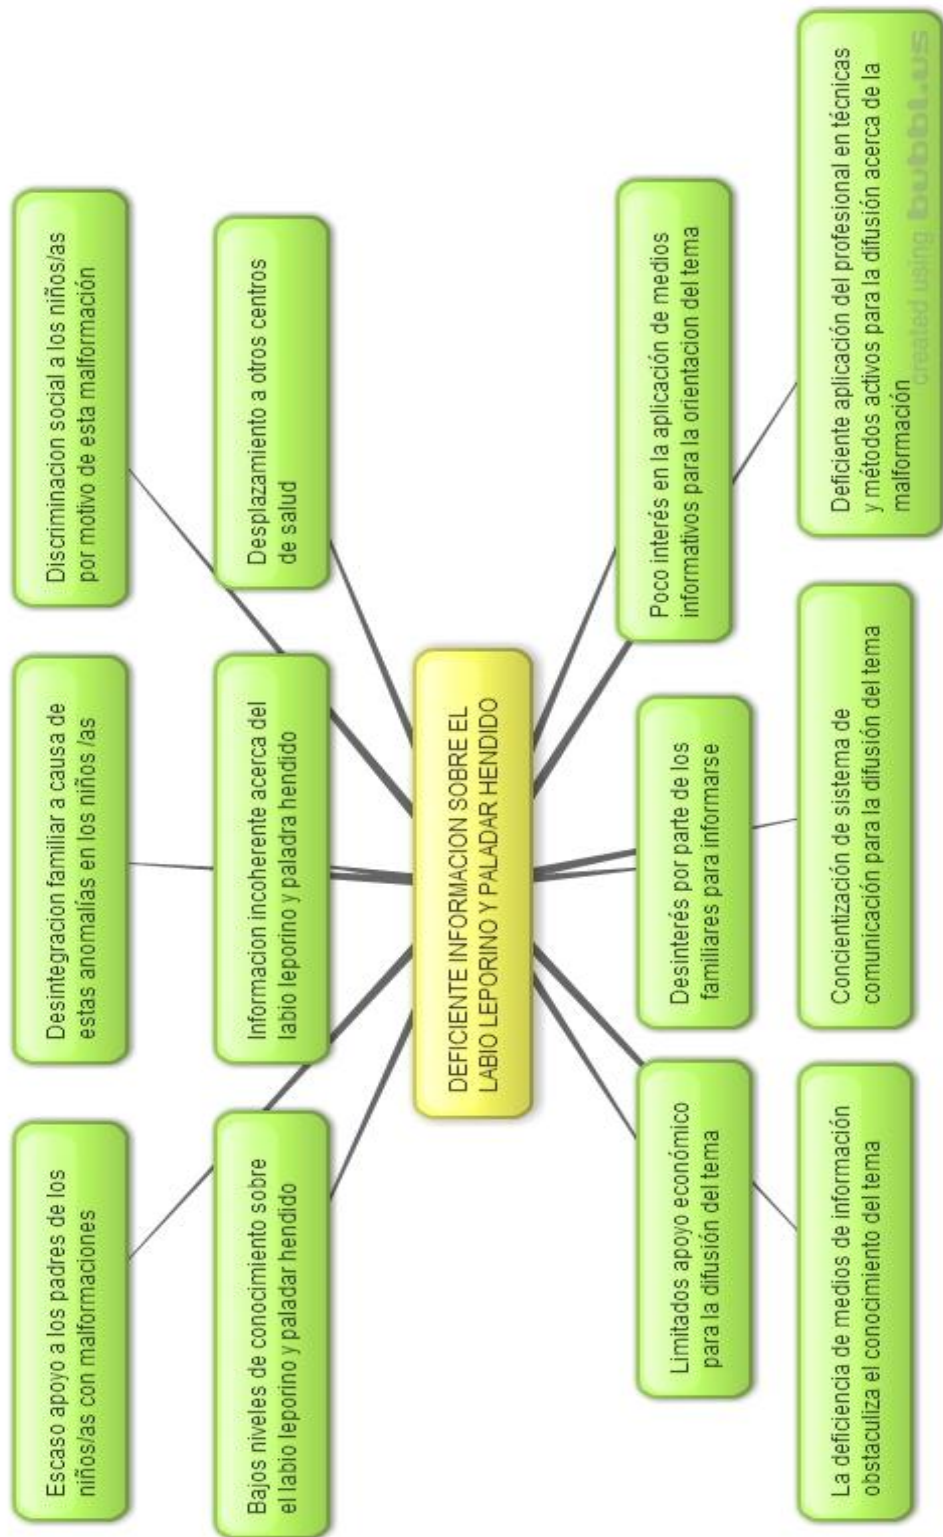 Escaso apoyo a los padres de los
niños/as con malformaciones
Desintegracion familiar a causa de
estas anomalías en los niños /as
Discriminacion social a los niños/as
por motivo de esta malformación
Bajos niveles de conocimiento sobre
el labio leporino y paladar hendido
Informacion incoherente acerca del
labio leporino y paladra hendido
Desplazamiento a otros centros
de salud
DEFICIENTE INFORMACION SOBRE EL
LABIO LEPORINO Y PALADAR HENDIDO
Limitados apoyo económico
para la difusión del tema
Desinterés por parte de los
familiares para informarse
Poco interés en la aplicación de medios
informativos para la orientacion del tema
La deficiencia de medios de información
obstaculiza el conocimiento del tema
Concientización de sistema de
comunicación para la difusión del tema
Deficiente aplicación del profesional en técnicas
y métodos activos para la difusión acerca de la
malformación
created using bubbl.us